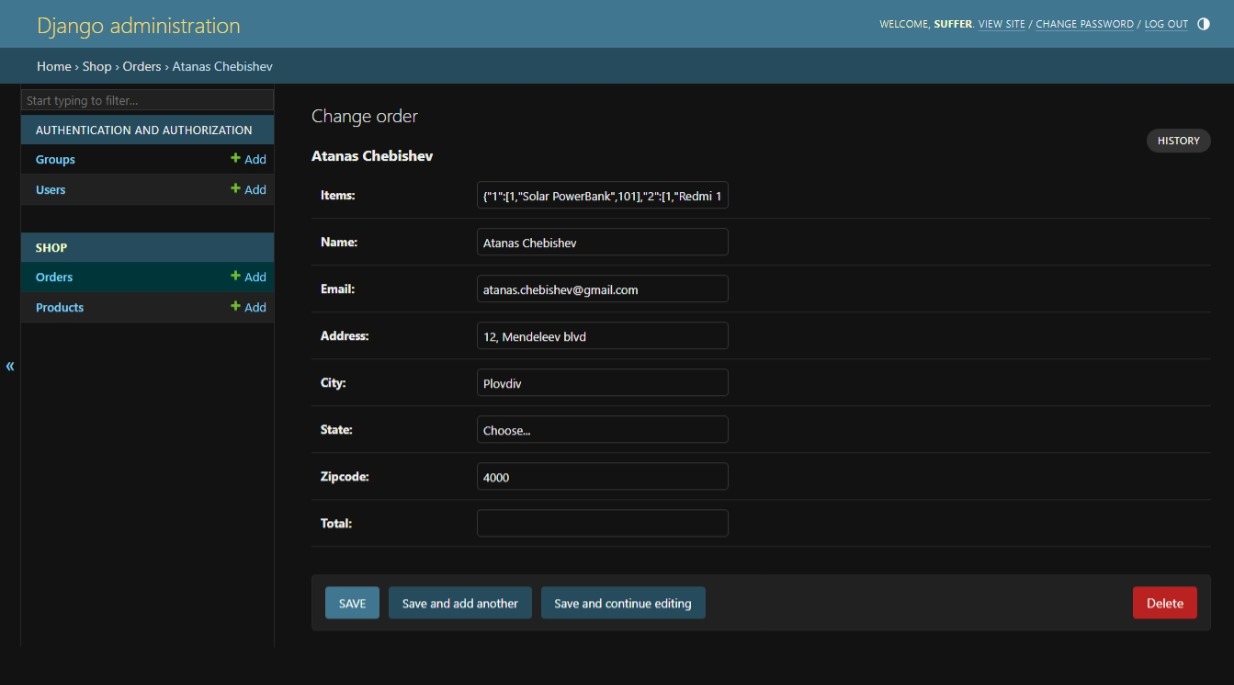 Django administration
WELCOME, SUFFER. VIEW SITE / CHANGE PASSWORD / LOG OUT
Home › Shop › Orders › Atanas Chebishev
Start typing to filter...
AUTHENTICATION AND AUTHORIZATION
Groups + Add
Users + Add
SHOP
Orders + Add
Products + Add
«
Change order
HISTORY
Atanas Chebishev
Items: {"1":[1,"Solar PowerBank",101],"2":[1,"Redmi 1
Name: Atanas Chebishev
Email: atanas.chebishev@gmail.com
Address: 12, Mendeleev blvd
City: Plovdiv
State: Choose...
Zipcode: 4000
Total:
SAVE Save and add another Save and continue editing Delete